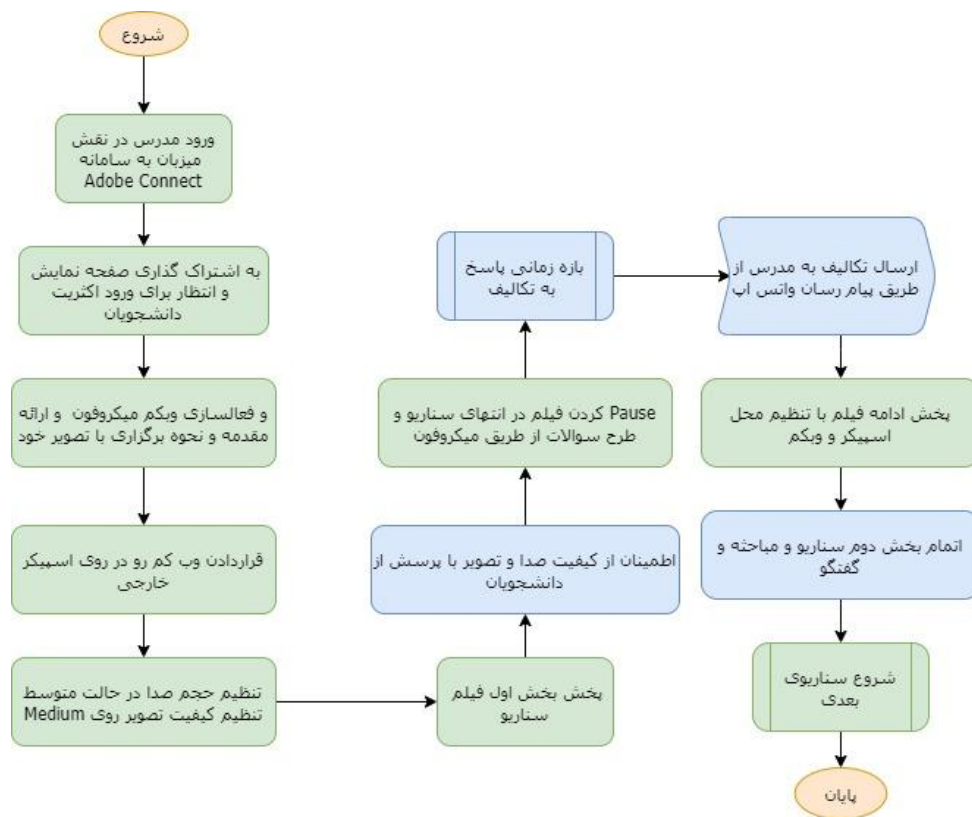 شروع
ورود مدرس در نقش
میزبان به سامانه
Adobe Connect
به اشتراک گذاری صفحه نمایش
و انتظار برای ورود اکثریت
دانشجویان
و فعالسازی وبکم میکروفون و ارائه
مقدمه و نحوه برگزاری با تصویر خود
قراردادن وب کم رو در روی اسپیکر
خارجی
تنظیم حجم صدا در حالت متوسط
تنظیم کیفیت تصویر روی Medium
پخش بخش اول فیلم
سناریو
اطمینان از کیفیت صدا و تصویر با پرسش از
دانشجویان
Pause کردن فیلم در انتهای سناریو و
طرح سوالات از طریق میکروفون
بازه زمانی پاسخ
به تکالیف
ارسال تکالیف به مدرس از
طریق پیام رسان واتس اپ
پخش ادامه فیلم با تنظیم محل
اسپیکر و وبکم
اتمام بخش دوم سناریو و مباحثه و
گفتگو
شروع سناریوی
بعدی
پایان